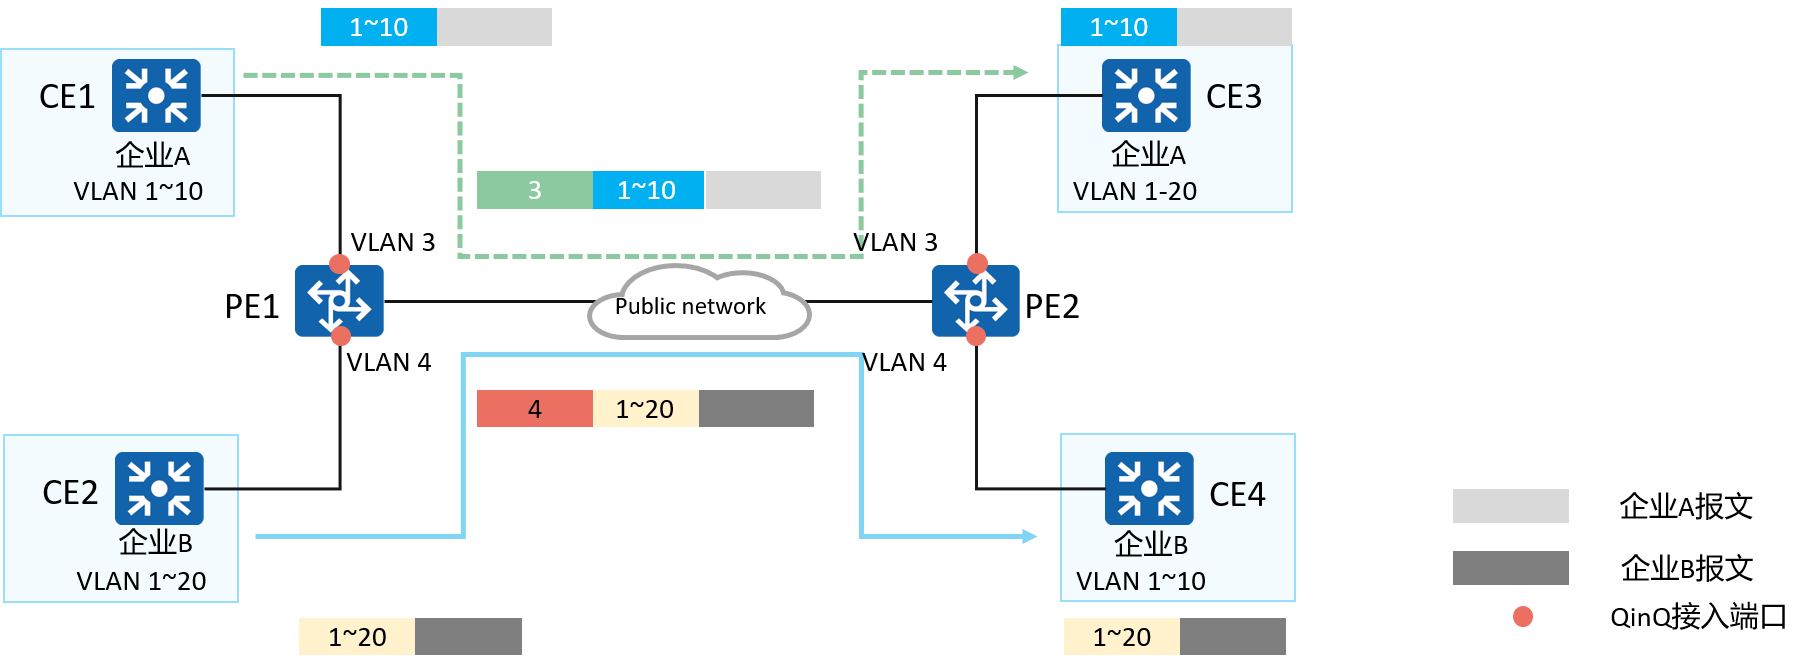 1~10
1~10
CE1
企业A
VLAN 1~10
CE3
企业A
VLAN 1-20
3 1~10
VLAN 3
VLAN 3
PE1
Public network
PE2
VLAN 4
VLAN 4
4 1~20
CE2
企业B
VLAN 1~20
CE4
企业B
VLAN 1~10
企业A报文
企业B报文
QinQ接入端口
1~20
1~20